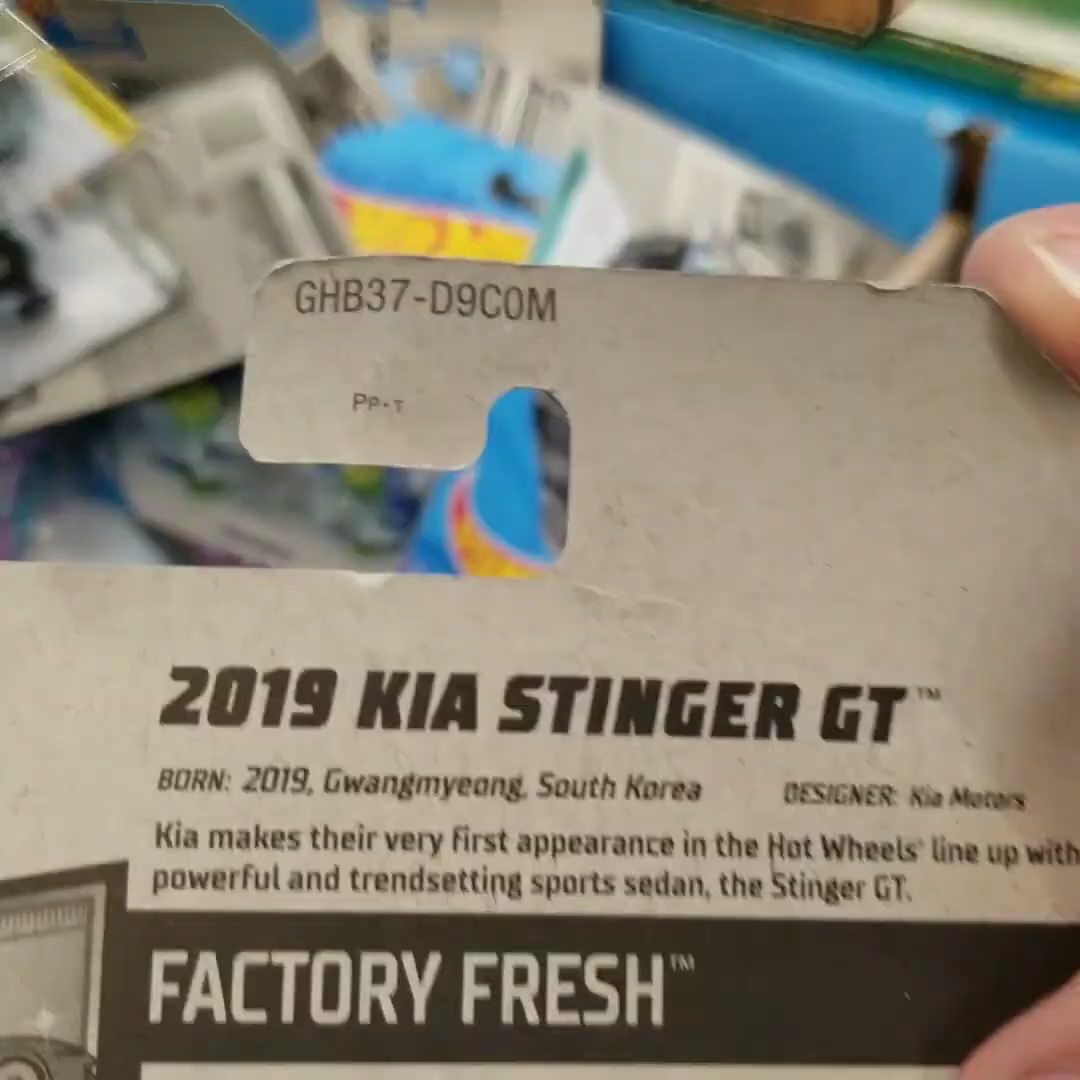 GHB37-D9C0M
PP-T
2019 KIA STINGER GT™
BORN: 2019, Gwangmyeong, South Korea DESIGNER: Kia Motors
Kia makes their very first appearance in the Hot Wheels® line up with
powerful and trendsetting sports sedan, the Stinger GT.
FACTORY FRESH™